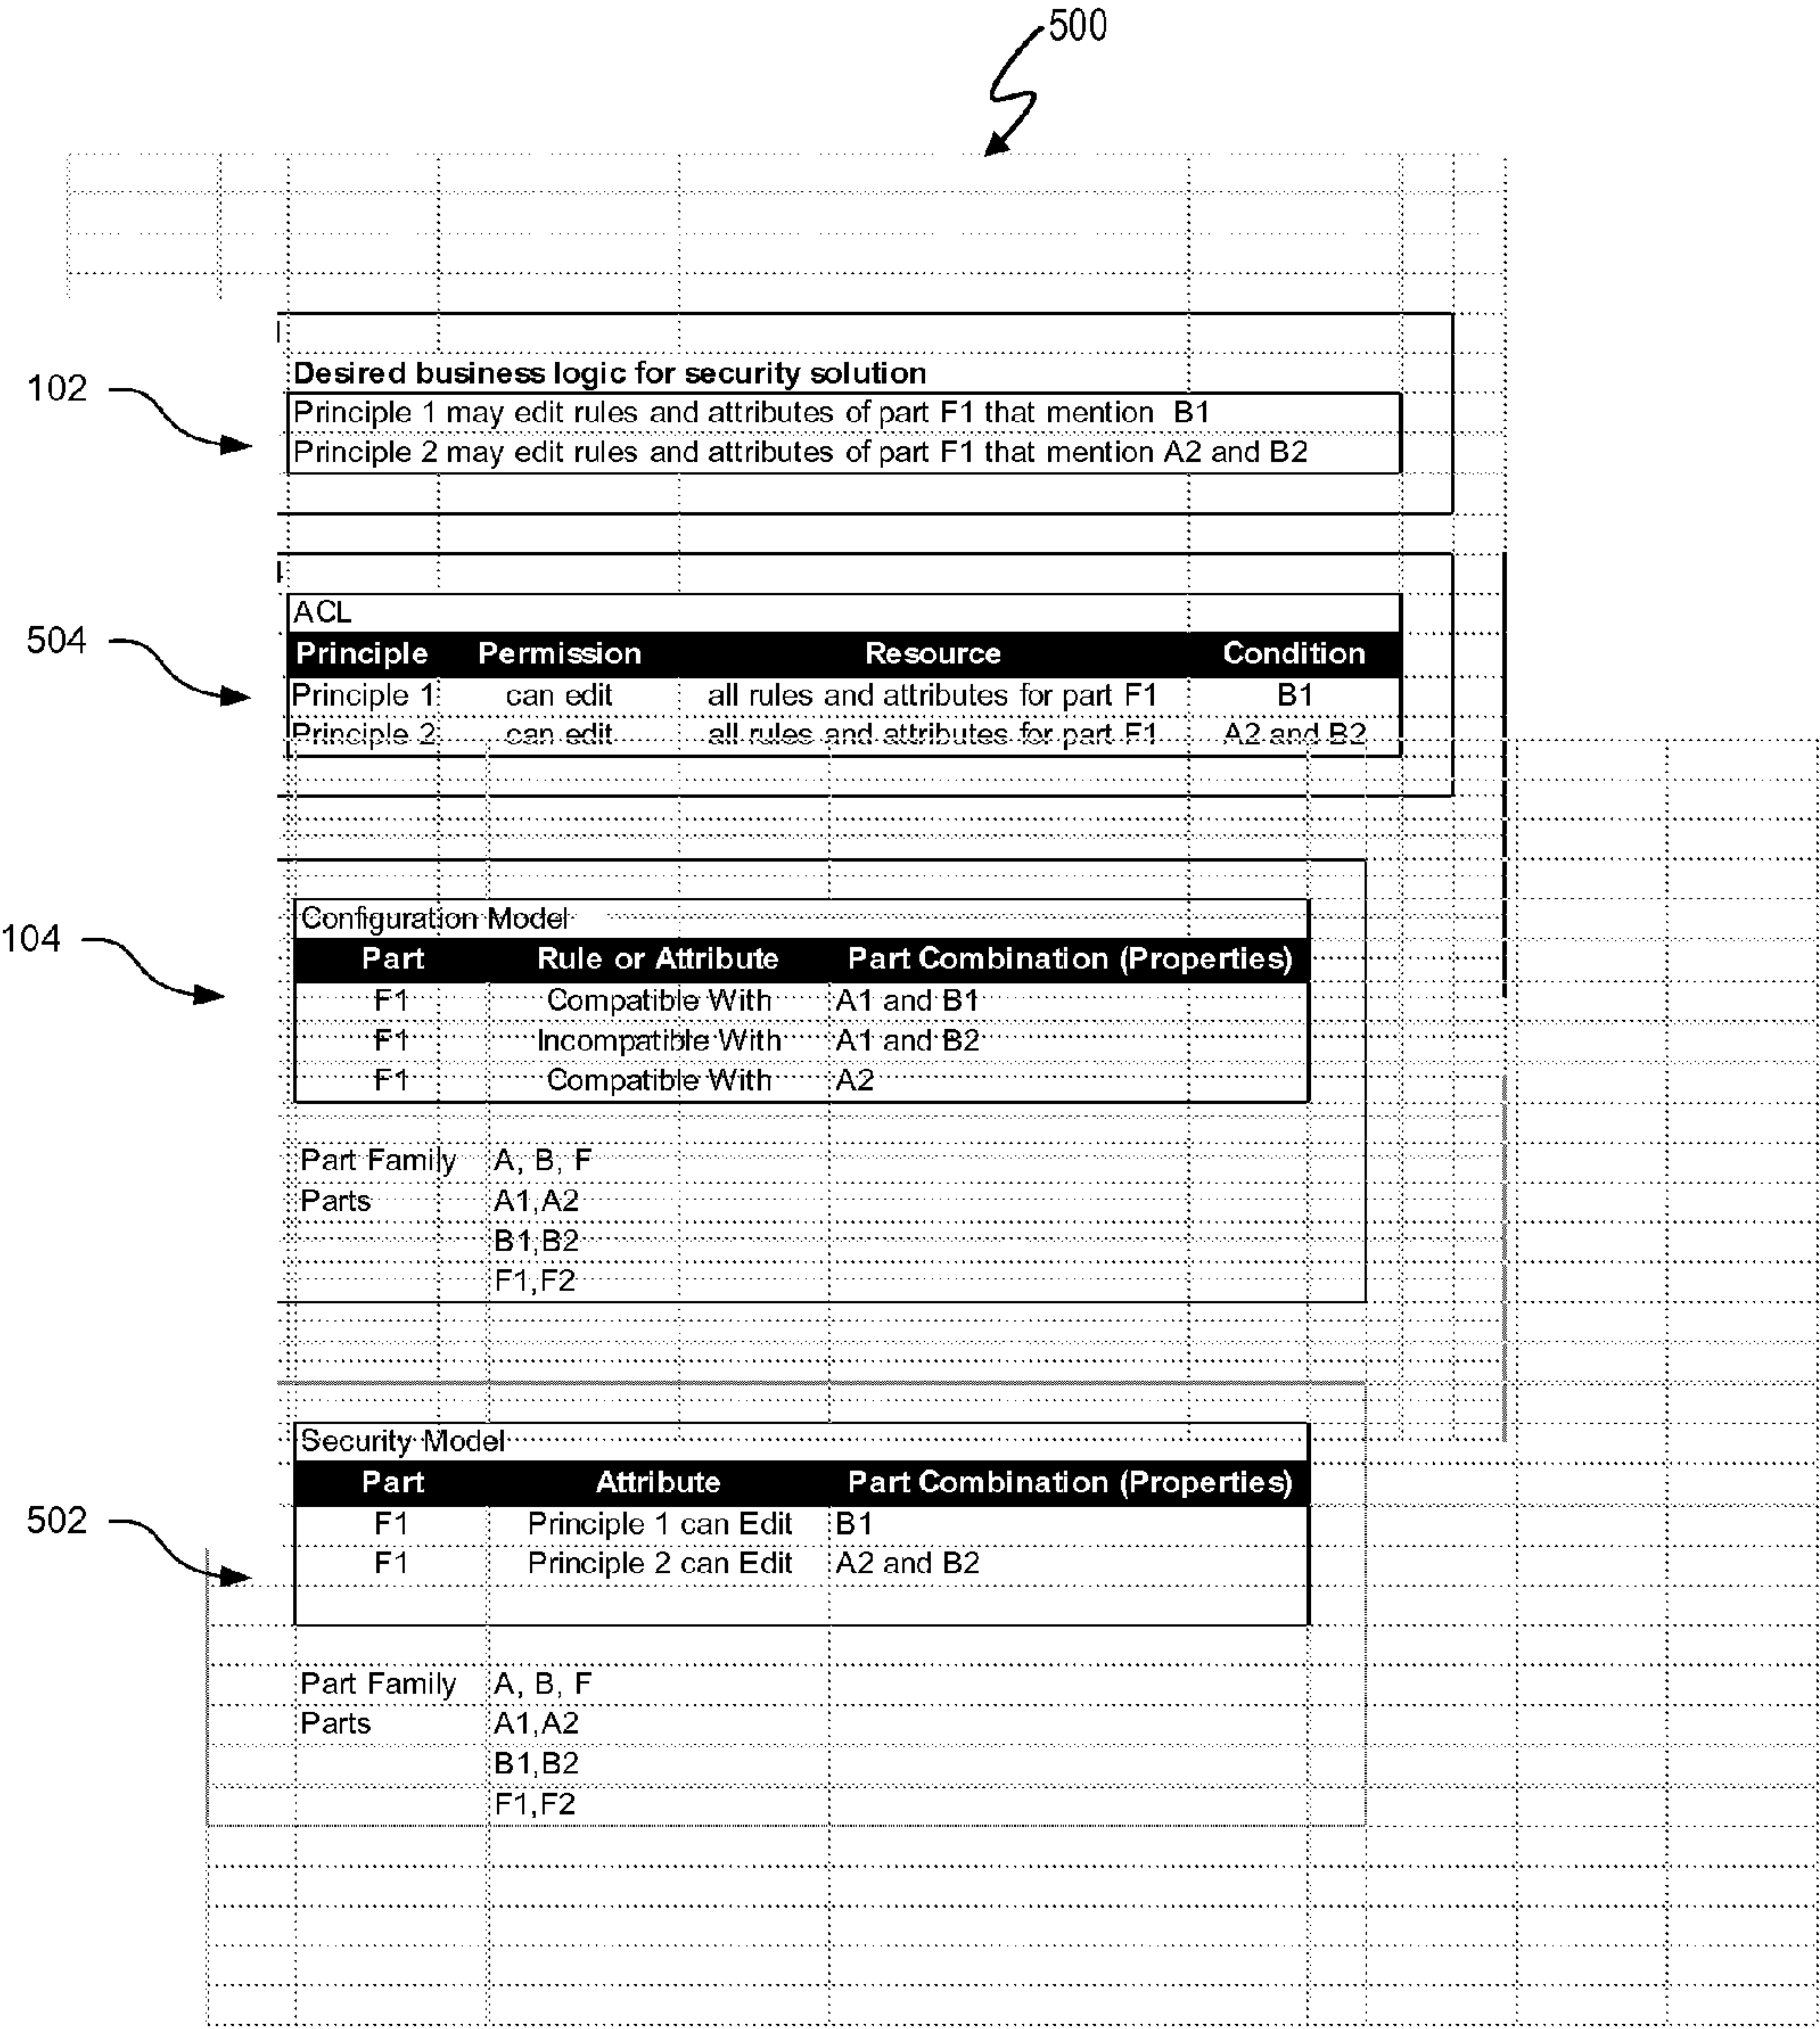 500
102
Desired business logic for security solution
Principle 1 may edit rules and attributes of part F1 that mention B1
Principle 2 may edit rules and attributes of part F1 that mention A2 and B2
504
ACL
Principle Permission Resource Condition
Principle 1 can edit all rules and attributes for part F1 B1
Principle 2 can edit all rules and attributes for part F1 A2 and B2
104
Configuration Model
Part Rule or Attribute Part Combination (Properties)
F1 Compatible With A1 and B1
F1 Incompatible With A1 and B2
F1 Compatible With A2
Part Family A, B, F
Parts A1,A2
B1,B2
F1,F2
502
Security Model
Part Attribute Part Combination (Properties)
F1 Principle 1 can Edit B1
F1 Principle 2 can Edit A2 and B2
Part Family A, B, F
Parts A1,A2
B1,B2
F1,F2